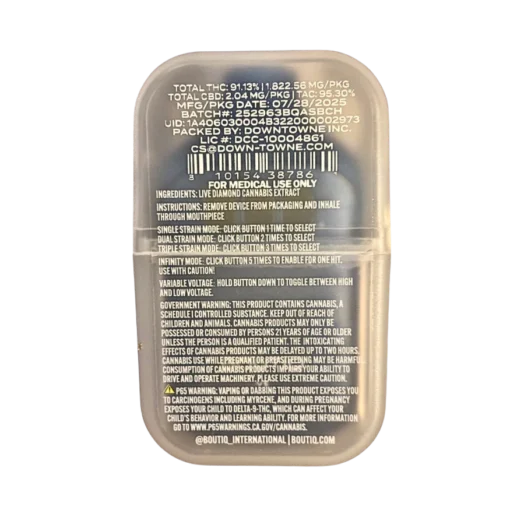 TOTAL THC: 91.13% | 1,822.56 MG/PKG
TOTAL CBD: 2.04 MG/PKG | TAC: 95.30%
MFG/PKG DATE: 07/28/2025
BATCH#: 252963BQASBCH
UID: 1A406030004B322000002973
PACKED BY: DOWNTOWNE INC.
LIC #: DCC-10004861
CS@DOWN-TOWNE.COM
8 10154 38786
FOR MEDICAL USE ONLY
INGREDIENTS: LIVE DIAMOND CANNABIS EXTRACT
INSTRUCTIONS: REMOVE DEVICE FROM PACKAGING AND INHALE
THROUGH MOUTHPIECE
SINGLE STRAIN MODE: CLICK BUTTON 1 TIME TO SELECT
DUAL STRAIN MODE: CLICK BUTTON 2 TIMES TO SELECT
TRIPLE STRAIN MODE: CLICK BUTTON 3 TIMES TO SELECT
INFINITY MODE: CLICK BUTTON 5 TIMES TO ENABLE FOR ONE HIT.
USE WITH CAUTION!
VARIABLE VOLTAGE: HOLD BUTTON DOWN TO TOGGLE BETWEEN HIGH
AND LOW VOLTAGE.
GOVERNMENT WARNING: THIS PRODUCT CONTAINS CANNABIS, A
SCHEDULE I CONTROLLED SUBSTANCE. KEEP OUT OF REACH OF
CHILDREN AND ANIMALS. CANNABIS PRODUCTS MAY ONLY BE
POSSESSED OR CONSUMED BY PERSONS 21 YEARS OF AGE OR OLDER
UNLESS THE PERSON IS A QUALIFIED PATIENT. THE INTOXICATING
EFFECTS OF CANNABIS PRODUCTS MAY BE DELAYED UP TO TWO HOURS.
CANNABIS USE WHILE PREGNANT OR BREASTFEEDING MAY BE HARMFUL.
CONSUMPTION OF CANNABIS PRODUCTS IMPAIRS YOUR ABILITY TO
DRIVE AND OPERATE MACHINERY. PLEASE USE EXTREME CAUTION.
⚠ P65 WARNING: VAPING OR DABBING THIS PRODUCT EXPOSES YOU
TO CARCINOGENS INCLUDING MYRCENE, AND DURING PREGNANCY
EXPOSES YOUR CHILD TO DELTA-9-THC, WHICH CAN AFFECT YOUR
CHILD'S BEHAVIOR AND LEARNING ABILITY. FOR MORE INFORMATION
GO TO WWW.P65WARNINGS.CA.GOV/CANNABIS.
@BOUTIQ_INTERNATIONAL | BOUTIQ.COM